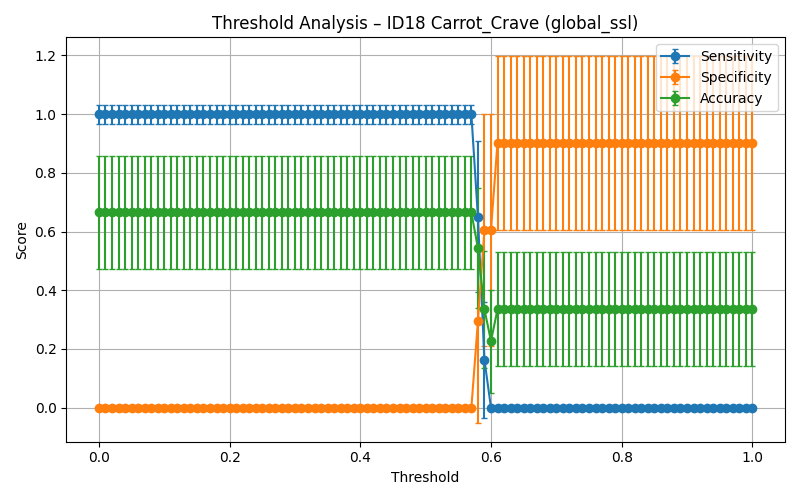 Threshold Analysis – ID18 Carrot_Crave (global_ssl)
Sensitivity
Specificity
Accuracy
Score
1.2
1.0
0.8
0.6
0.4
0.2
0.0
0.0 0.2 0.4 0.6 0.8 1.0
Threshold